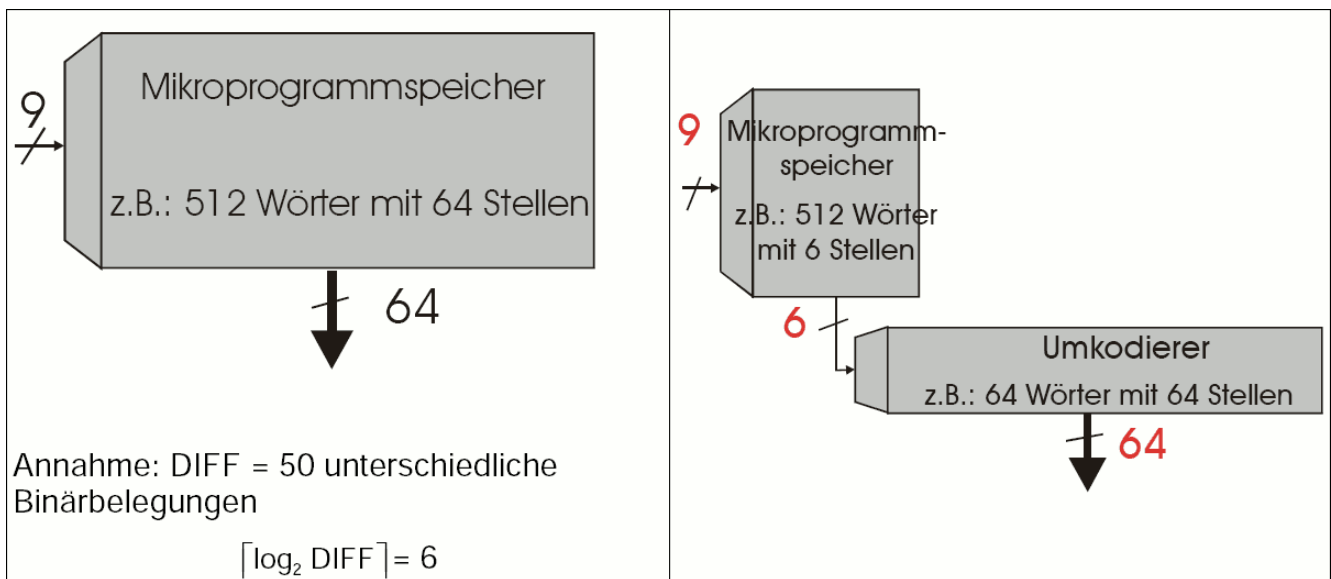 9
Mikroprogrammspeicher
z.B.: 512 Wörter mit 64 Stellen
64
Annahme: DIFF = 50 unterschiedliche
Binärbelegungen
⌈log₂ DIFF⌉ = 6
9
Mikroprogramm-
speicher
z.B.: 512 Wörter
mit 6 Stellen
6
Umkodierer
z.B.: 64 Wörter mit 64 Stellen
64